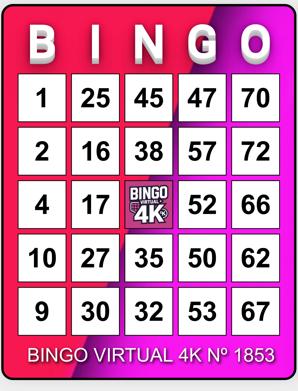 BINGO
1 25 45 47 70
2 16 38 57 72
4 17 BINGO VIRTUAL 4K 52 66
10 27 35 50 62
9 30 32 53 67
BINGO VIRTUAL 4K Nº 1853